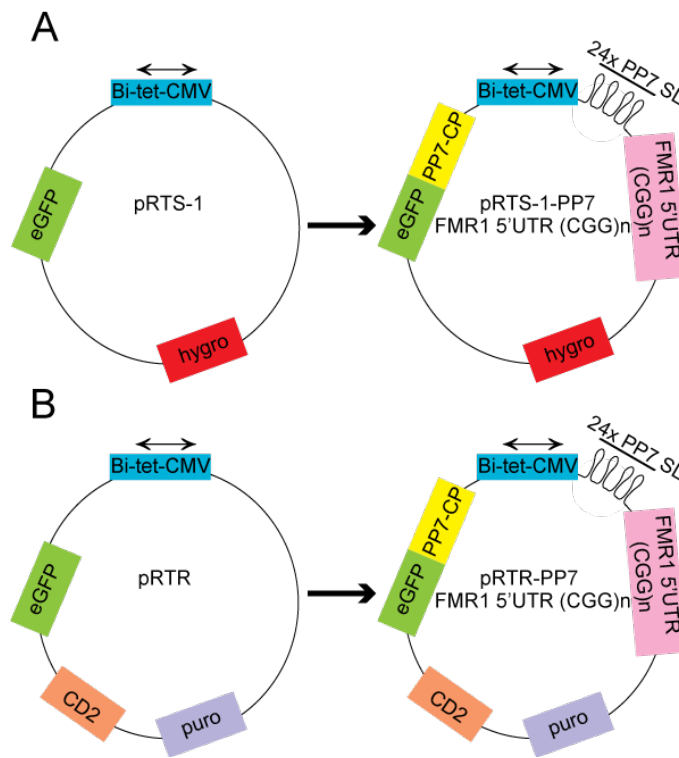 A
Bi-tet-CMV
eGFP
pRTS-1
hygro
Bi-tet-CMV
24x PP7 SL
PP7-CP
eGFP
pRTS-1-PP7
FMR1 5'UTR (CGG)n
FMR1 5'UTR
(CGG)n
hygro
B
Bi-tet-CMV
eGFP
pRTR
CD2
puro
Bi-tet-CMV
24x PP7 SL
PP7-CP
eGFP
pRTR-PP7
FMR1 5'UTR (CGG)n
FMR1 5'UTR
(CGG)n
CD2
puro